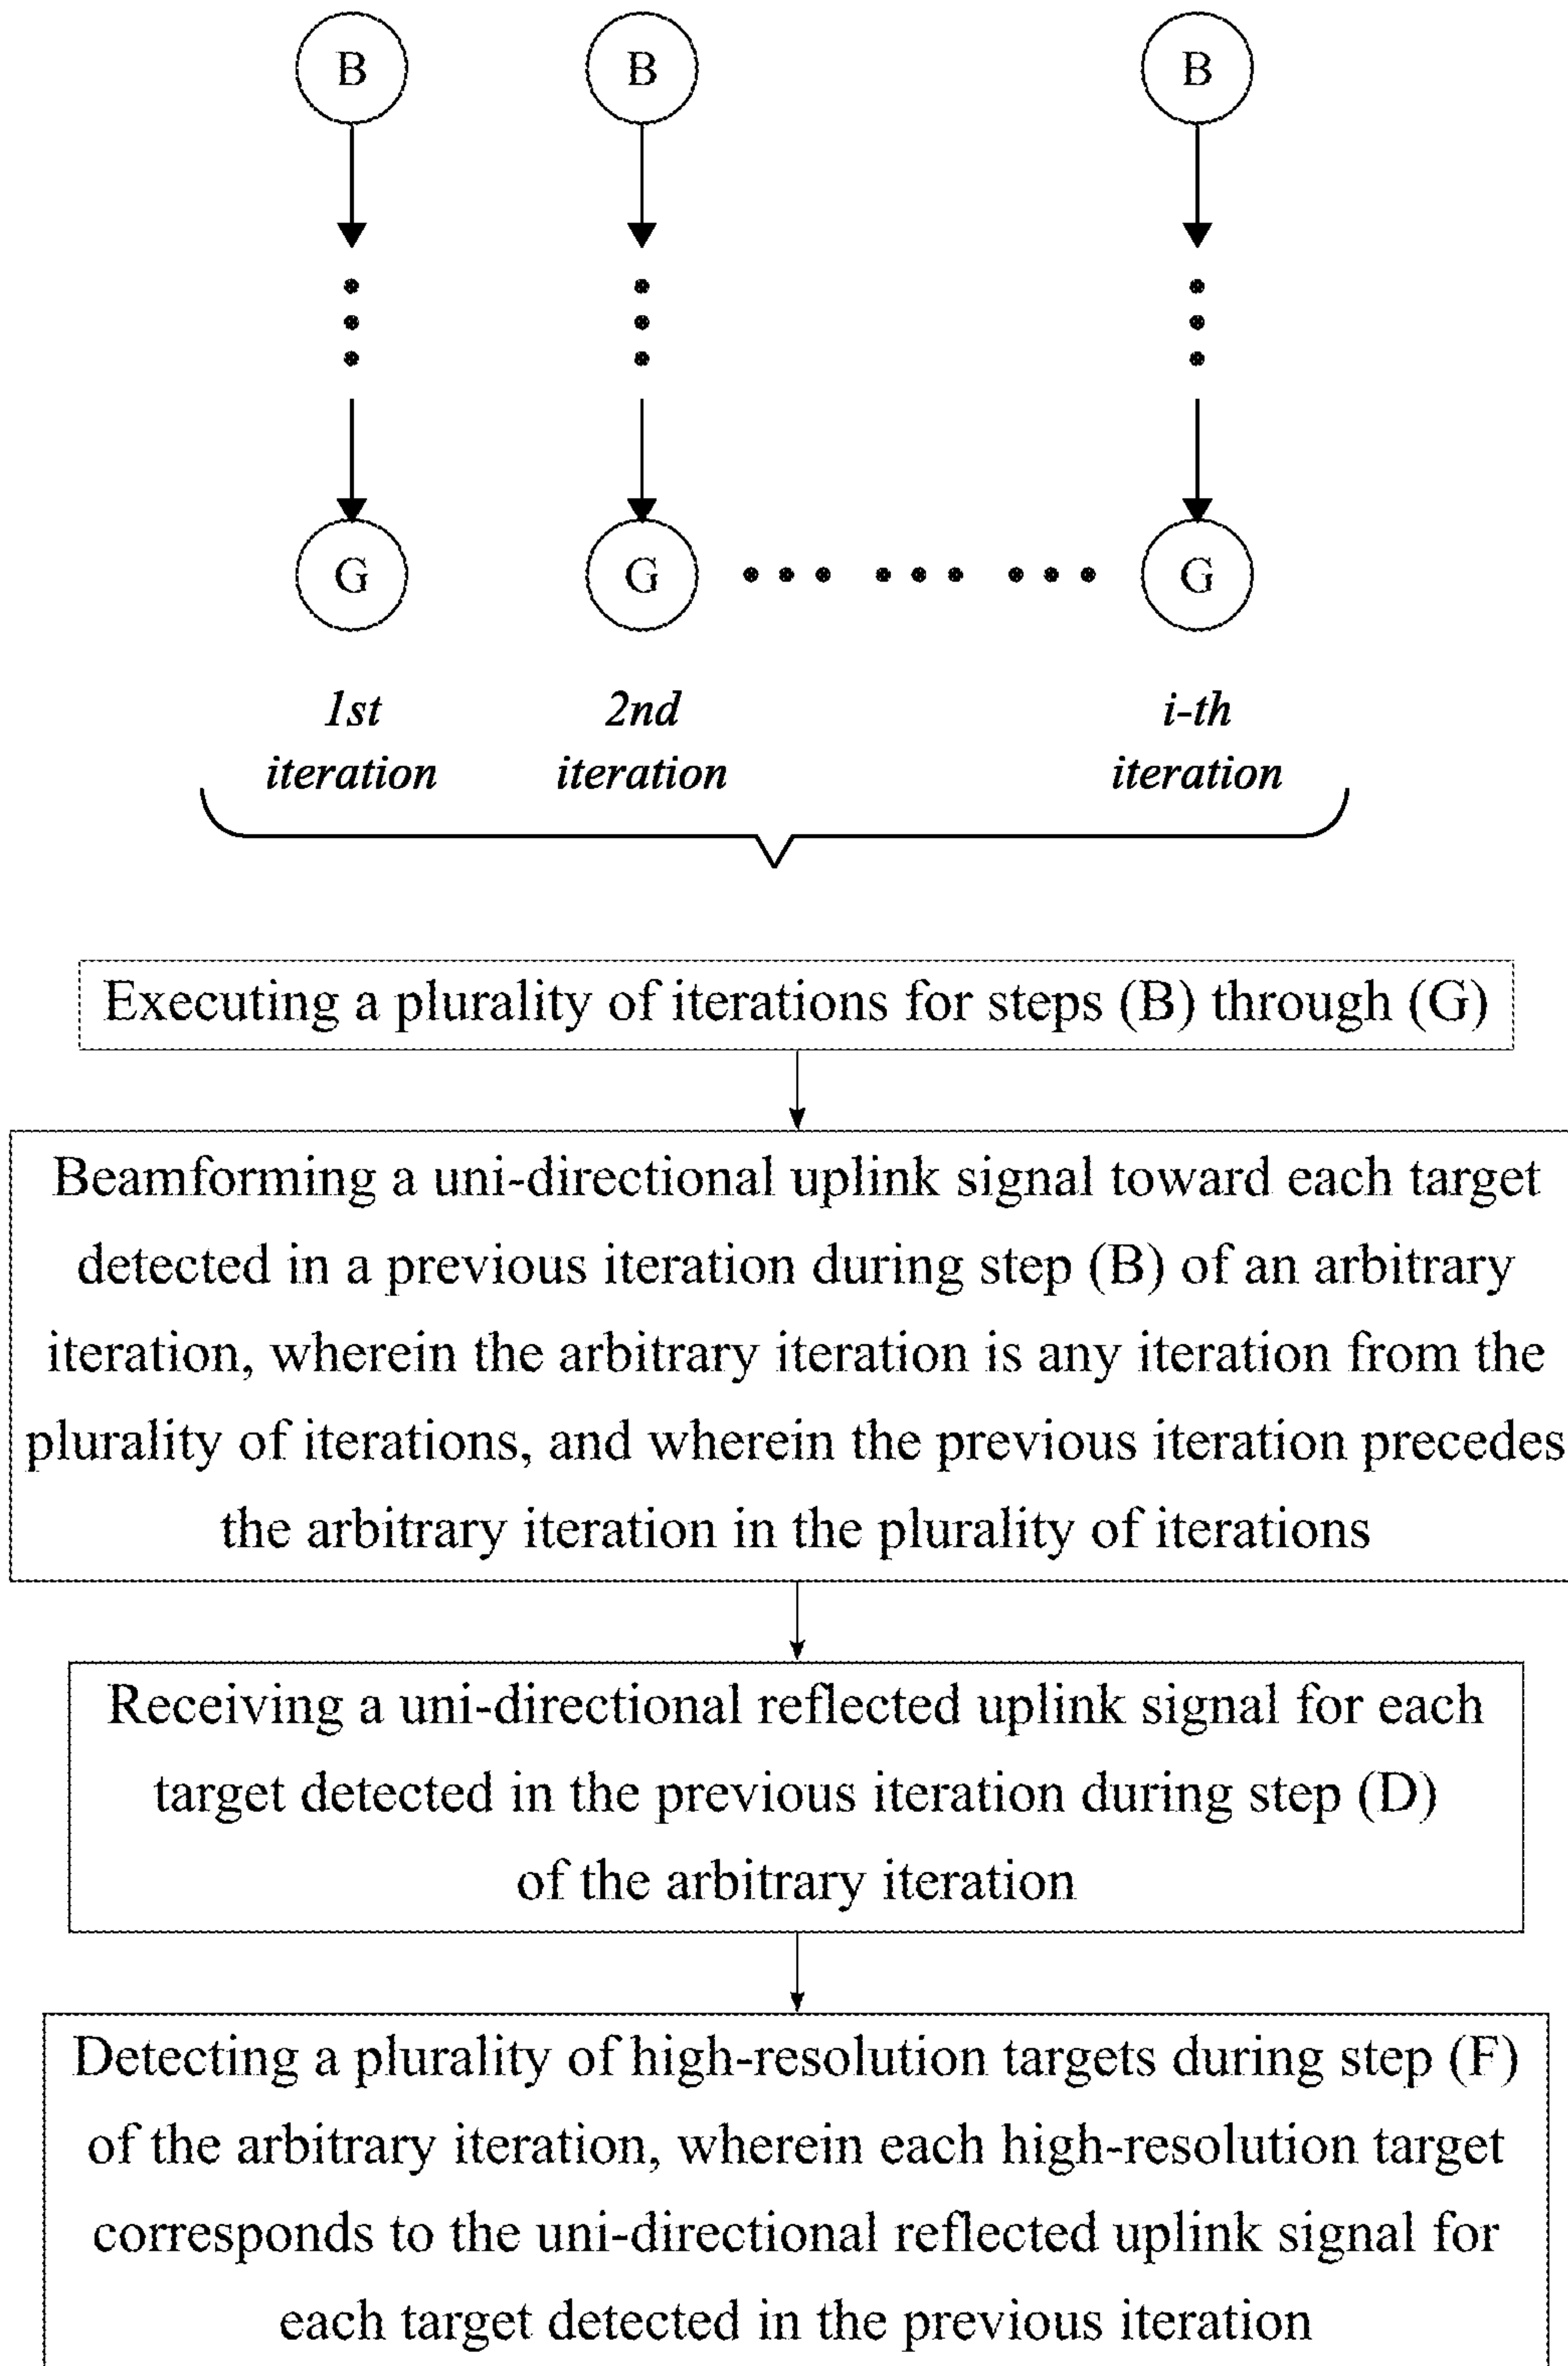 B B B
G G G
1st 2nd i-th
iteration iteration iteration
Executing a plurality of iterations for steps (B) through (G)
Beamforming a uni-directional uplink signal toward each target
detected in a previous iteration during step (B) of an arbitrary
iteration, wherein the arbitrary iteration is any iteration from the
plurality of iterations, and wherein the previous iteration precedes
the arbitrary iteration in the plurality of iterations
Receiving a uni-directional reflected uplink signal for each
target detected in the previous iteration during step (D)
of the arbitrary iteration
Detecting a plurality of high-resolution targets during step (F)
of the arbitrary iteration, wherein each high-resolution target
corresponds to the uni-directional reflected uplink signal for
each target detected in the previous iteration